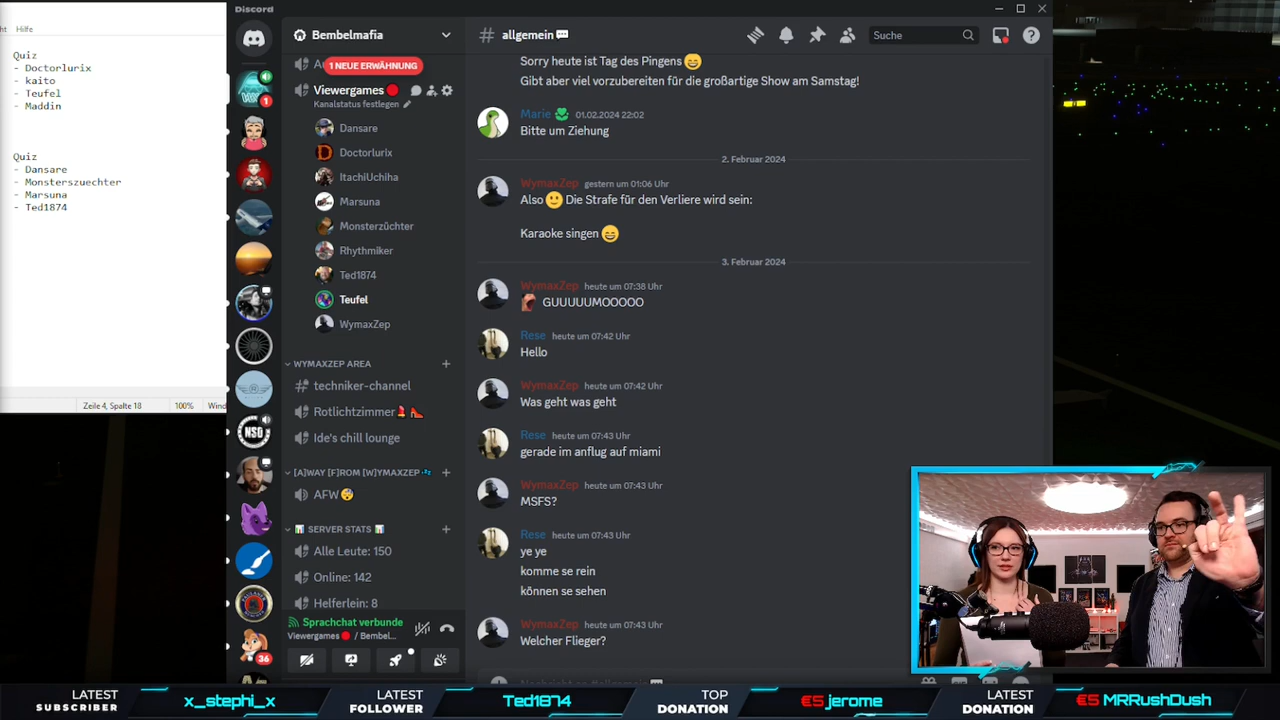 ht Hilfe
Quiz
- Doctorlurix
- kaito
- Teufel
- Maddin
Quiz
- Dansare
- Monsterszuechter
- Marsuna
- Ted1874
Zeile 4, Spalte 18 100% Wind
Discord
Bembelmafia
1 NEUE ERWÄHNUNG
Viewergames
Kanalstatus festlegen
Dansare
Doctorlurix
ItachiUchiha
Marsuna
Monsterzüchter
Rhythmiker
Ted1874
Teufel
WymaxZep
WYMAXZEP AREA
techniker-channel
Rotlichtzimmer💃👠
Ide's chill lounge
[A]WAY [F]ROM [W]YMAXZEP💤
AFW😴
📊 SERVER STATS 📊
Alle Leute: 150
Online: 142
Helferlein: 8
Sprachchat verbunde
Viewergames🔴 / Bembel...
1
NSG
36
# allgemein💬
Suche
Sorry heute ist Tag des Pingens😄
Gibt aber viel vorzubereiten für die großartige Show am Samstag!
Marie 01.02.2024 22:02
Bitte um Ziehung
2. Februar 2024
WymaxZep gestern um 01:06 Uhr
Also 🙂 Die Strafe für den Verliere wird sein:
Karaoke singen 😄
3. Februar 2024
WymaxZep heute um 07:38 Uhr
GUUUUUMOOOOO
Rese heute um 07:42 Uhr
Hello
WymaxZep heute um 07:42 Uhr
Was geht was geht
Rese heute um 07:43 Uhr
gerade im anflug auf miami
WymaxZep heute um 07:43 Uhr
MSFS?
Rese heute um 07:43 Uhr
ye ye
komme se rein
können se sehen
WymaxZep heute um 07:43 Uhr
Welcher Flieger?
LATEST
SUBSCRIBER
x_stephi_x
LATEST
FOLLOWER
Ted1874
TOP
DONATION
€5 jerome
LATEST
DONATION
€5 MRRushDush